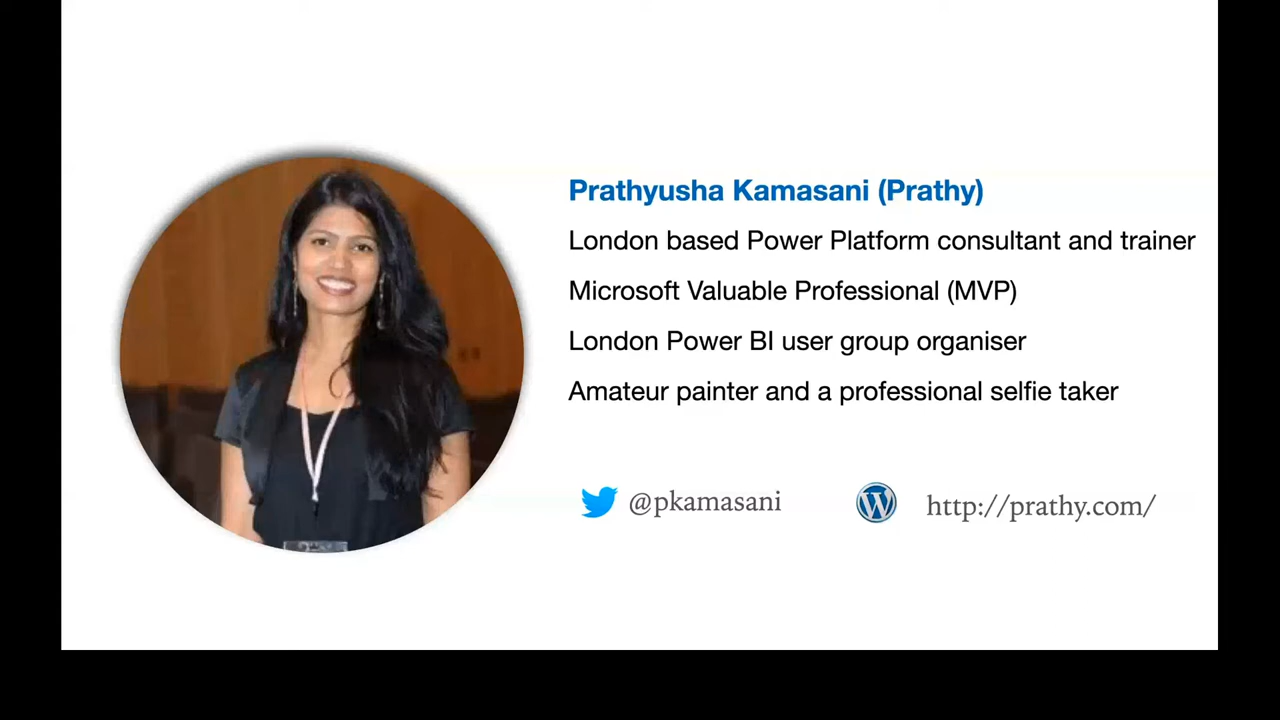 Prathyusha Kamasani (Prathy)
London based Power Platform consultant and trainer
Microsoft Valuable Professional (MVP)
London Power BI user group organiser
Amateur painter and a professional selfie taker
@pkamasani
http://prathy.com/